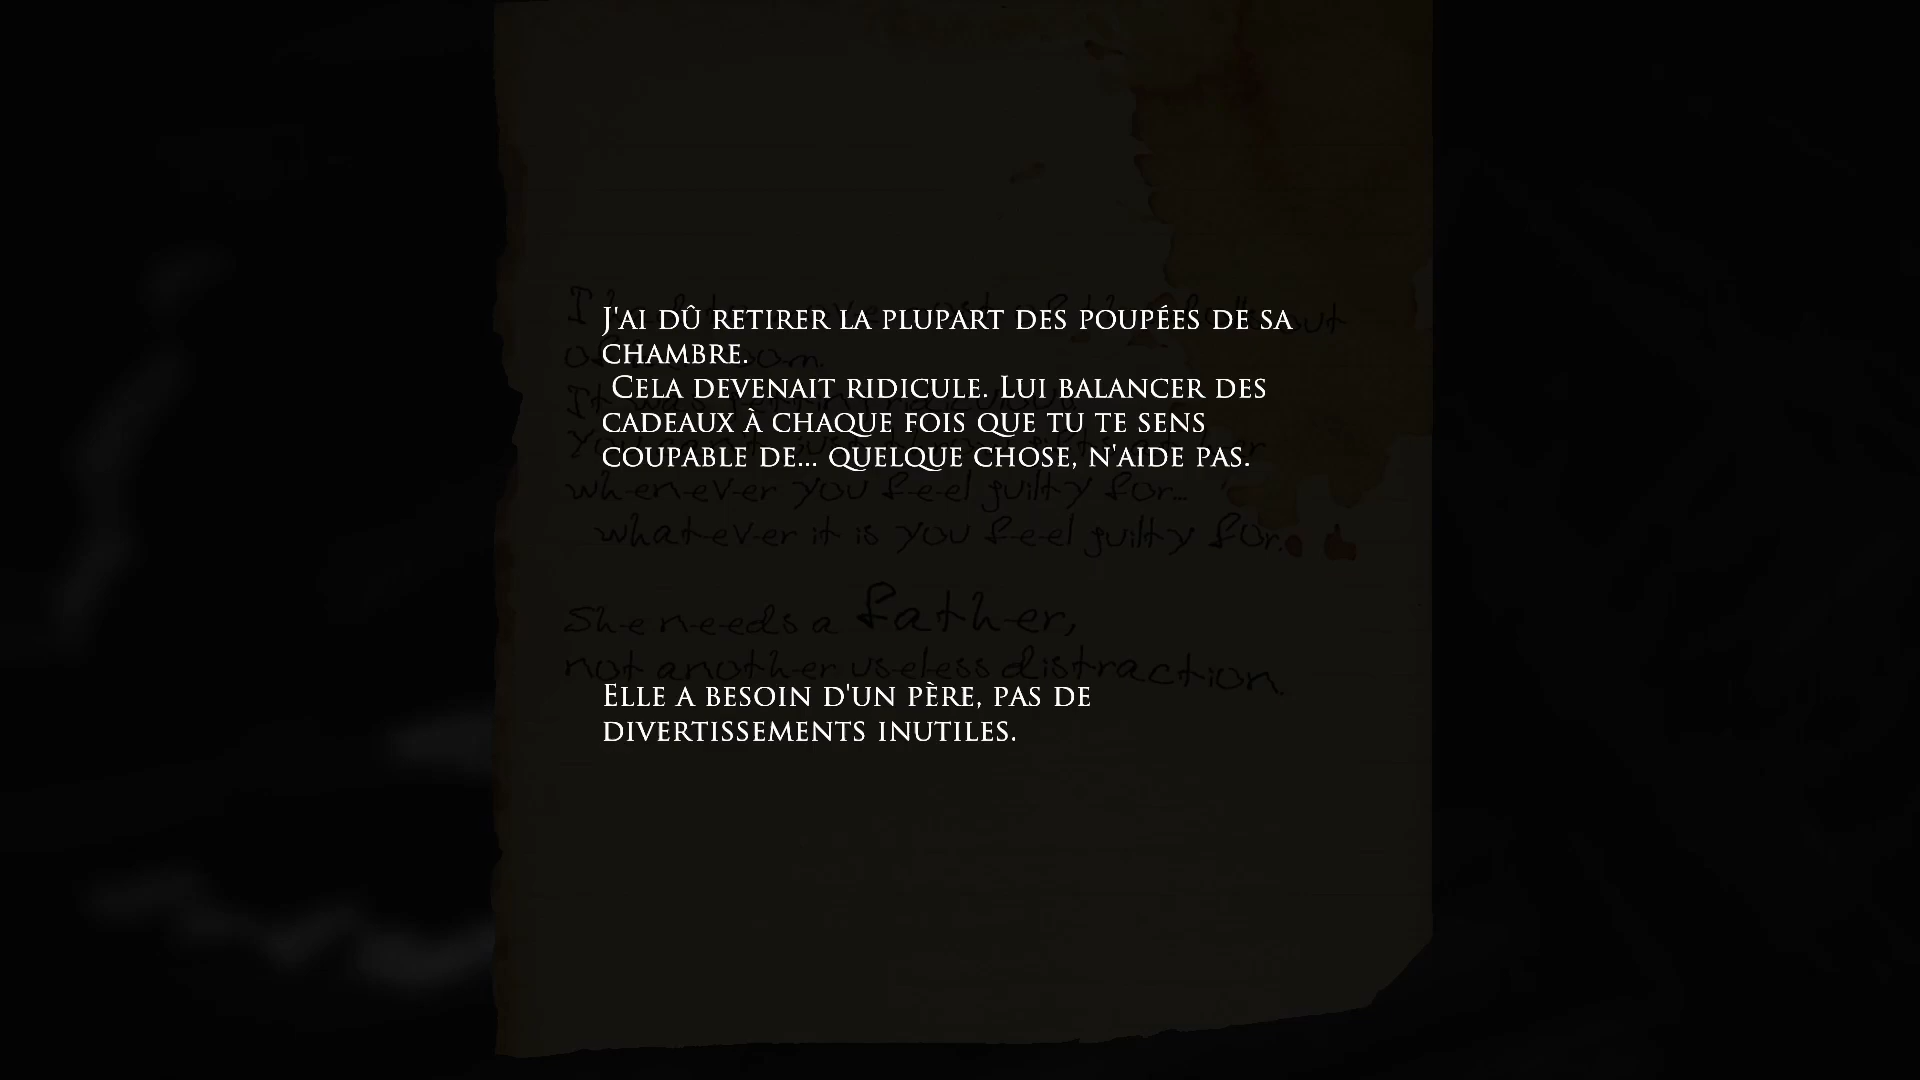 J'ai dû retirer la plupart des poupées de sa
chambre.
Cela devenait ridicule. Lui balancer des
cadeaux à chaque fois que tu te sens
coupable de... quelque chose, n'aide pas.
whenever you feel guilty for...
whatever it is you feel guilty for.
She needs a father,
not another useless distraction.
Elle a besoin d'un père, pas de
divertissements inutiles.